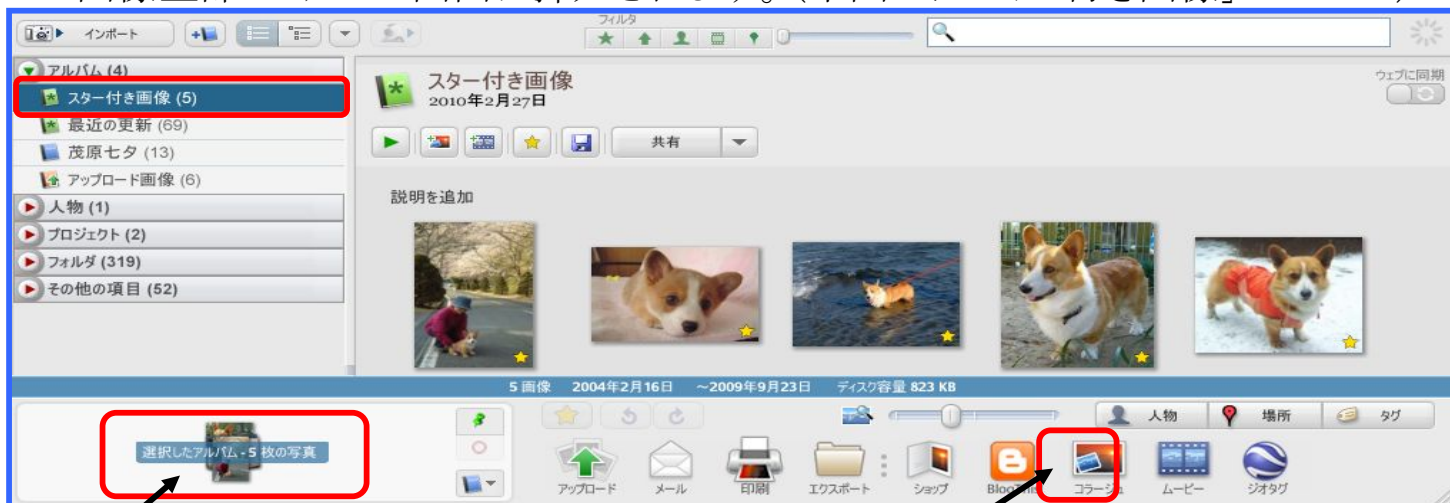 インポート
フィルタ
アルバム (4)
スター付き画像 (5)
最近の更新 (69)
茂原七夕 (13)
アップロード画像 (6)
人物 (1)
プロジェクト (2)
フォルダ (319)
その他の項目 (52)
スター付き画像
2010年2月27日
ウェブに同期
共有
説明を追加
5 画像 2004年2月16日 ～2009年9月23日 ディスク容量 823 KB
選択したアルバム - 5 枚の写真
人物 場所 タグ
アップロード メール 印刷 エクスポート ショップ コラージュ ムービー ジオタグ